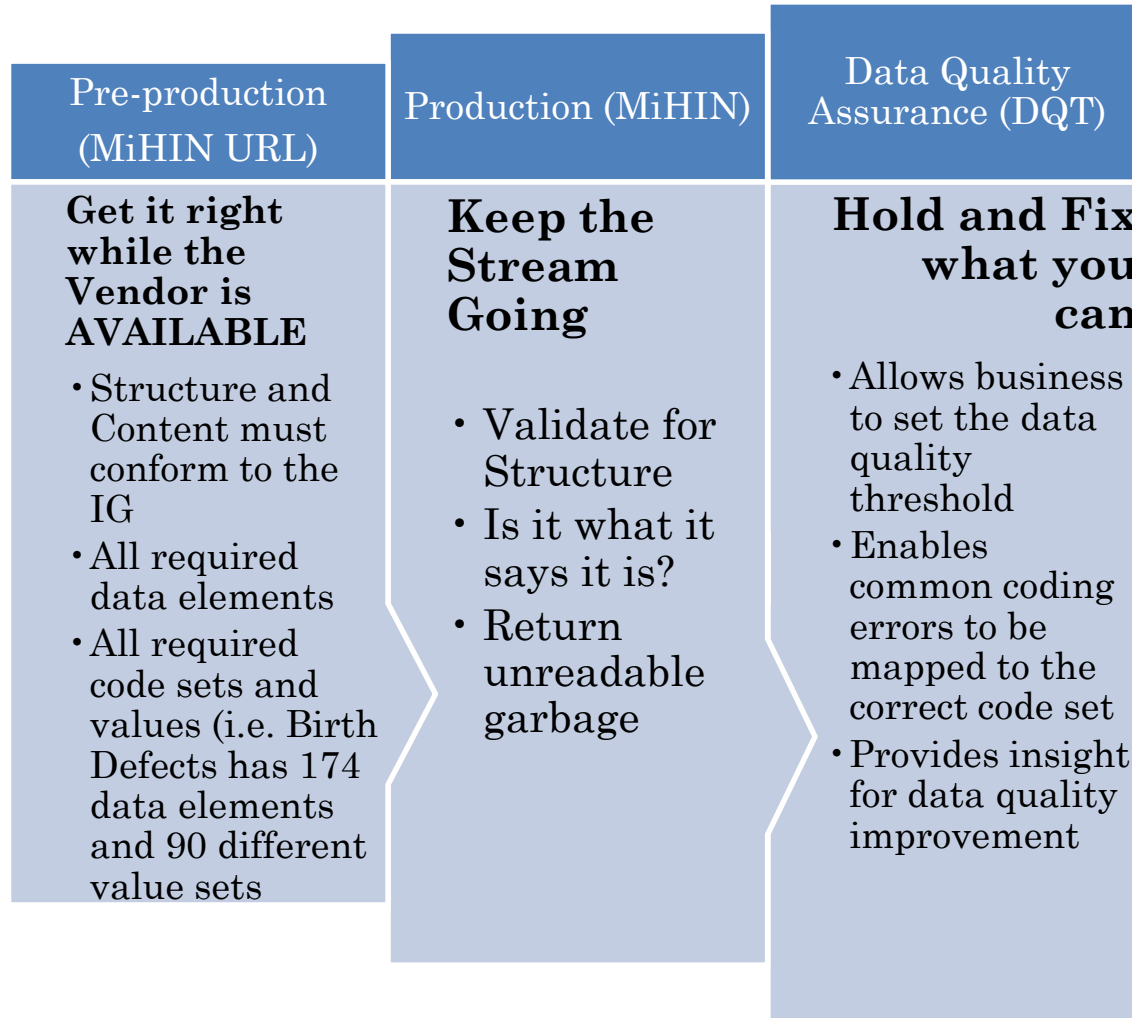 Pre-production
(MiHIN URL)
Get it right
while the
Vendor is
AVAILABLE
• Structure and
Content must
conform to the
IG
• All required
data elements
• All required
code sets and
values (i.e. Birth
Defects has 174
data elements
and 90 different
value sets
Production (MiHIN)
Keep the
Stream
Going
• Validate for
Structure
• Is it what it
says it is?
• Return
unreadable
garbage
Data Quality
Assurance (DQT)
Hold and Fix
what you
can
• Allows business
to set the data
quality
threshold
• Enables
common coding
errors to be
mapped to the
correct code set
• Provides insight
for data quality
improvement